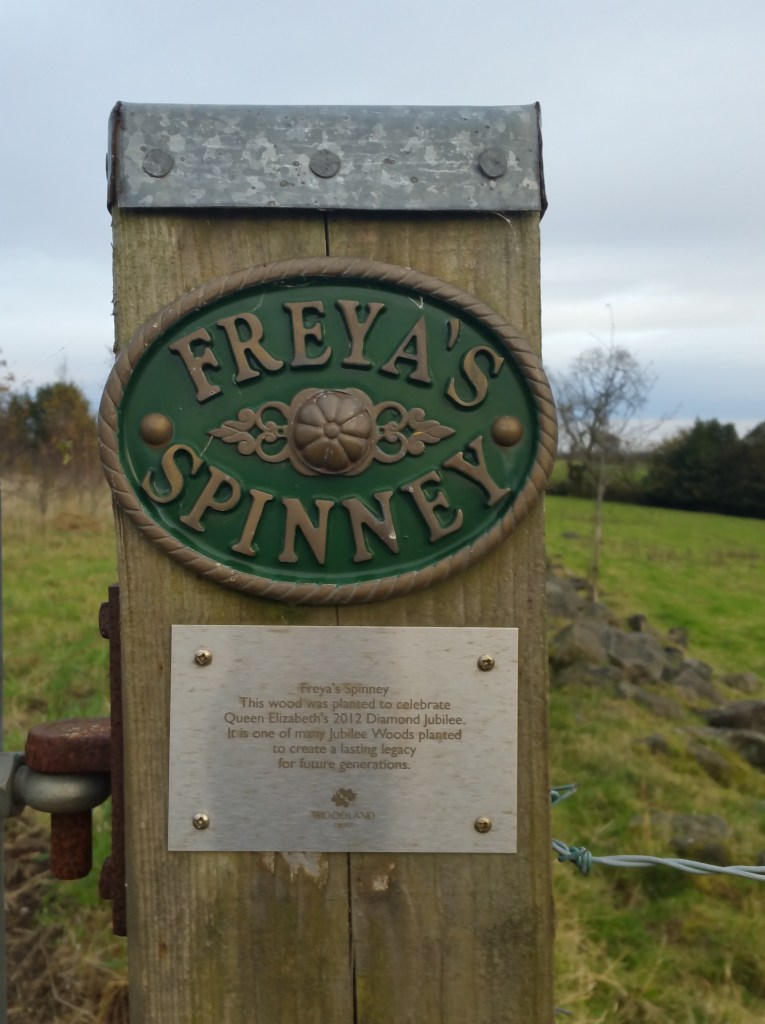 FREYA'S
SPINNEY
Freya's Spinney
This wood was planted to celebrate
Queen Elizabeth's 2012 Diamond Jubilee.
It is one of many Jubilee Woods planted
to create a lasting legacy
for future generations.
WOODLAND